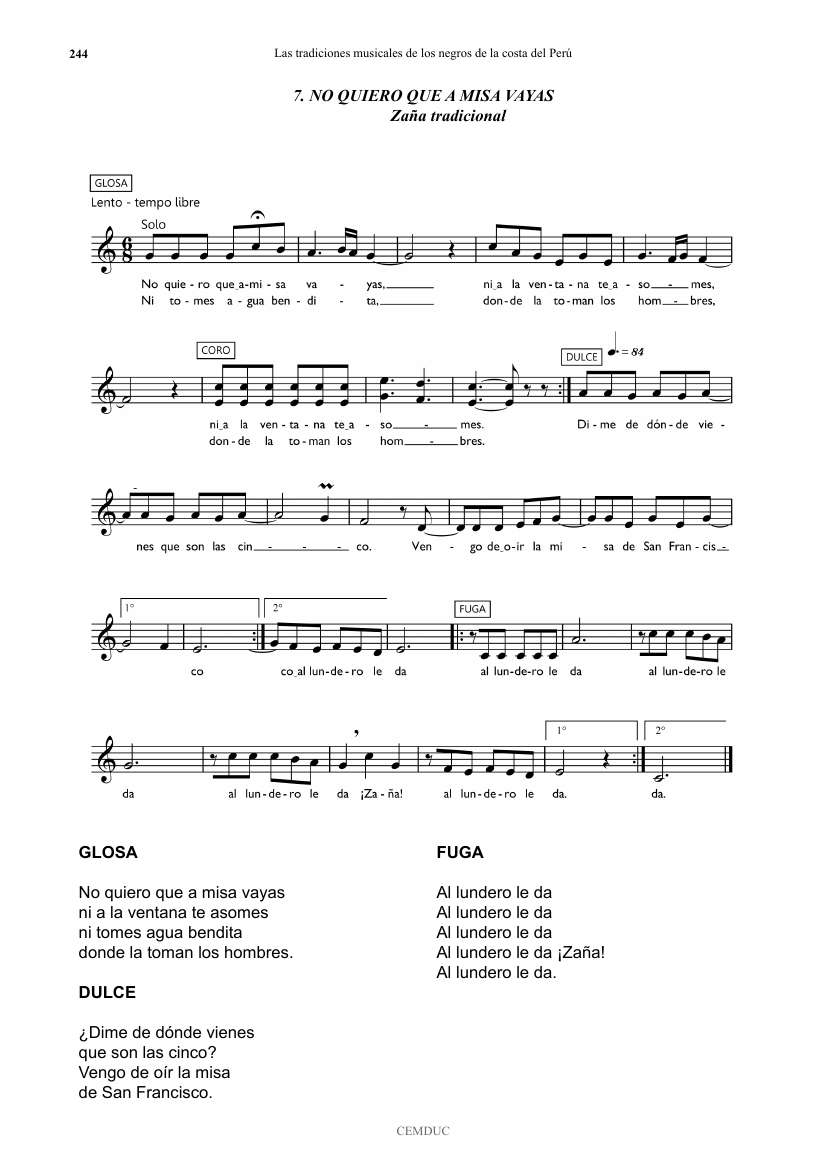 244
Las tradiciones musicales de los negros de la costa del Perú
7. NO QUIERO QUE A MISA VAYAS
Zaña tradicional
GLOSA
Lento - tempo libre
Solo
No quie - ro que_a-mi - sa va - yas,______ ni_a la ven-ta - na te_a - so - mes,
Ni to - mes a - gua ben - di - ta,______ don-de la to-man los hom - bres,
CORO
DULCE
= 84
ni_a la ven - ta - na te_a - so - mes. Di - me de dón - de vie -
don - de la to - man los hom - bres.
nes que son las cin - - - co. Ven - go de_o-ir la mi - sa de San Fran - cis -
1°
2°
FUGA
co co_al lun-de-ro le da al lun-de-ro le da al lun-de-ro le
1°
2°
da al lun-de-ro le da ¡Za - ña! al lun-de-ro le da. da.
GLOSA
No quiero que a misa vayas
ni a la ventana te asomes
ni tomes agua bendita
donde la toman los hombres.
DULCE
¿Dime de dónde vienes
que son las cinco?
Vengo de oír la misa
de San Francisco.
FUGA
Al lundero le da
Al lundero le da
Al lundero le da
Al lundero le da ¡Zaña!
Al lundero le da.
CEMDUC